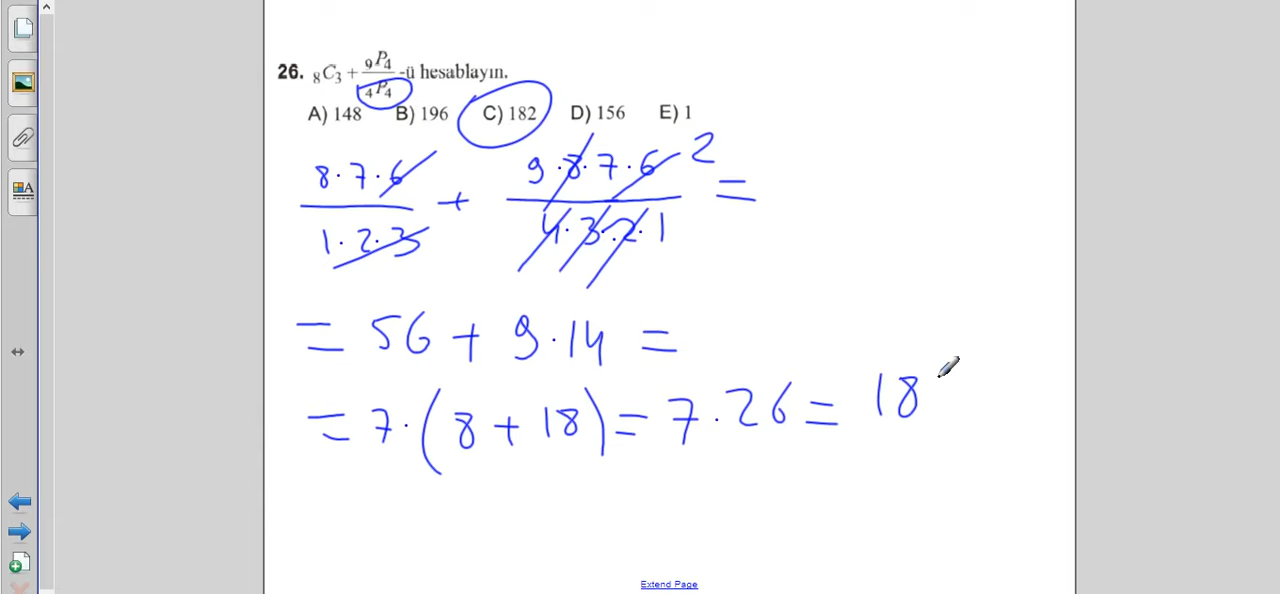 26. ₈C₃ + ₉P₄/₄P₄ -ü hesablayın.
A) 148 B) 196 C) 182 D) 156 E) 1
8·7·6/1·2·3 + 9·8·7·6/4·3·2·1 2 =
= 56 + 9·14 =
= 7·(8+18) = 7·26 = 18
Extend Page